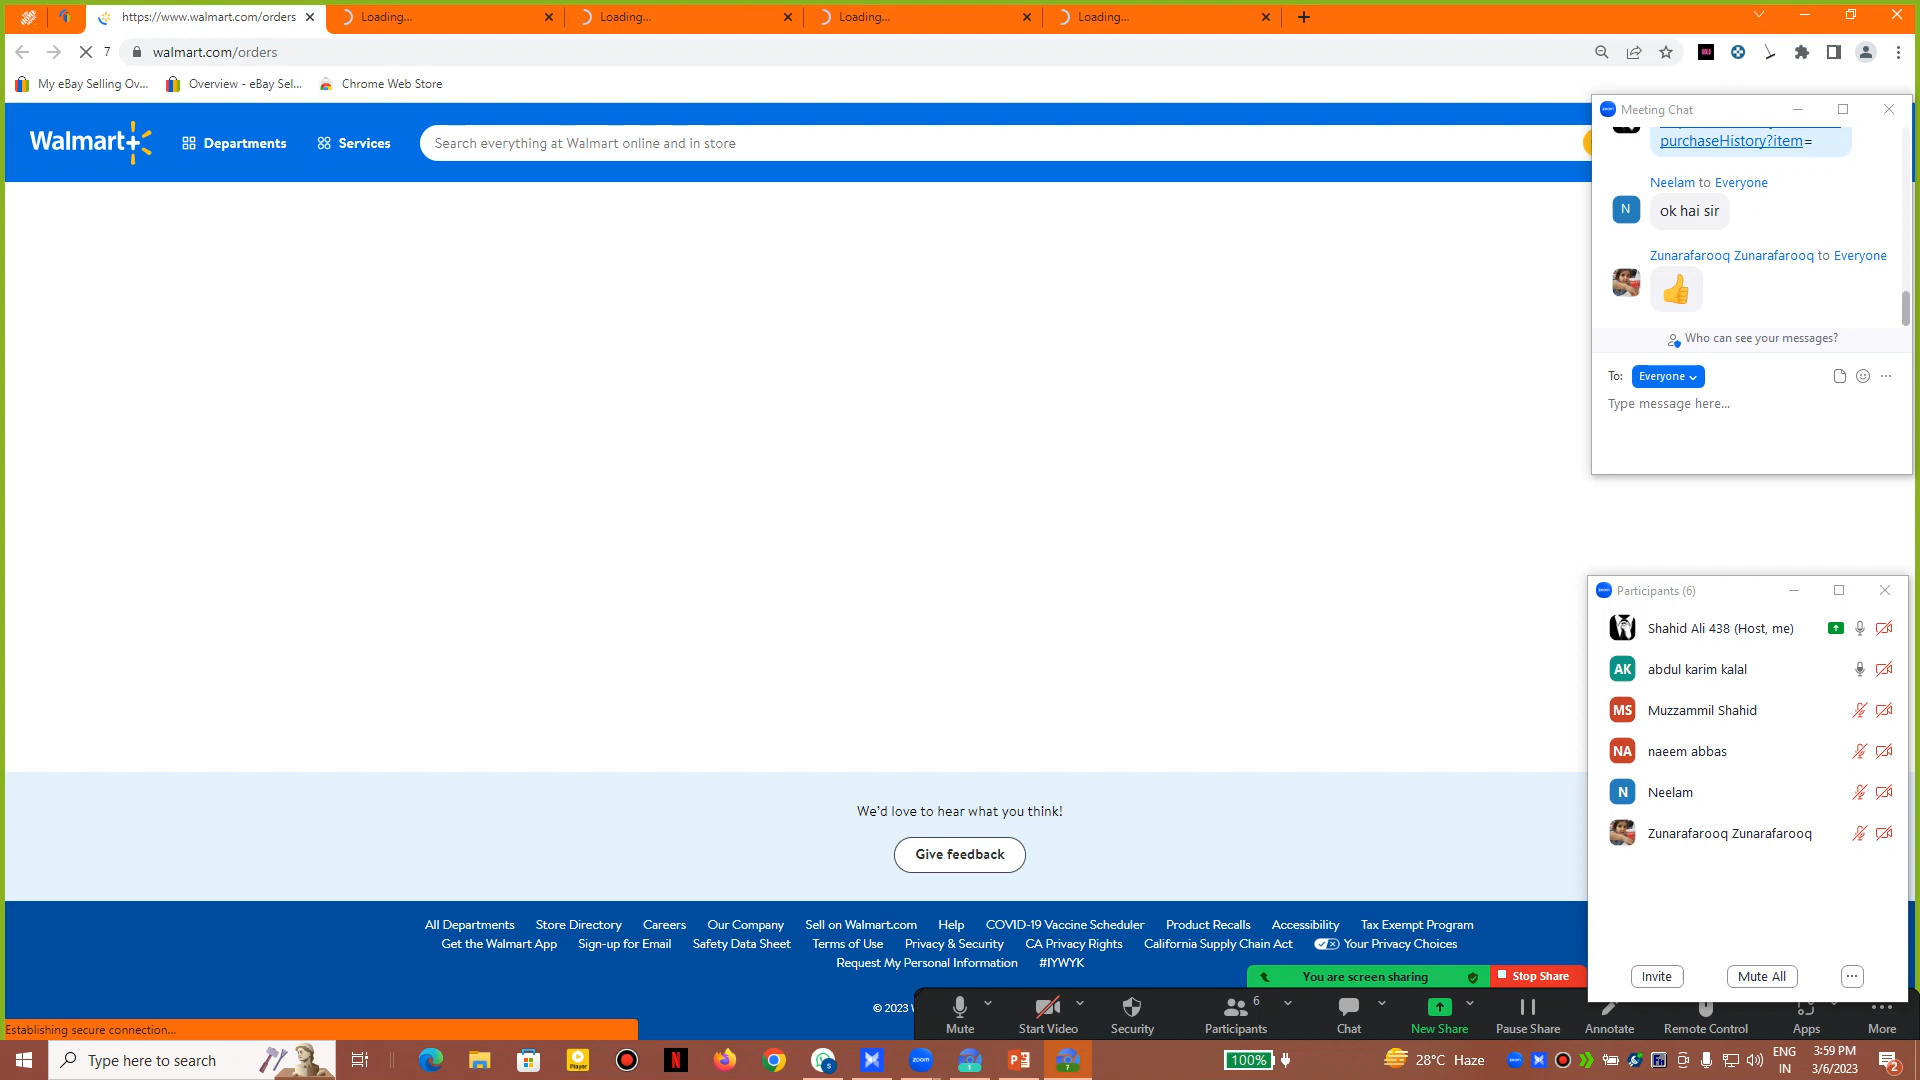 https://www.walmart.com/orders
Loading...
Loading...
Loading...
Loading...
7
walmart.com/orders
My eBay Selling Ov...
Overview - eBay Sel...
Chrome Web Store
Walmart+
Departments
Services
Search everything at Walmart online and in store
Meeting Chat
purchaseHistory?item=
Neelam to Everyone
N
ok hai sir
Zunarafarooq Zunarafarooq to Everyone
Who can see your messages?
To:
Everyone
Type message here...
Participants (6)
Shahid Ali 438 (Host, me)
AK
abdul karim kalal
MS
Muzzammil Shahid
NA
naeem abbas
N
Neelam
Zunarafarooq Zunarafarooq
Invite
Mute All
We'd love to hear what you think!
Give feedback
All Departments Store Directory Careers Our Company Sell on Walmart.com Help COVID-19 Vaccine Scheduler Product Recalls Accessibility Tax Exempt Program
Get the Walmart App Sign-up for Email Safety Data Sheet Terms of Use Privacy & Security CA Privacy Rights California Supply Chain Act Your Privacy Choices
Request My Personal Information #IYWYK
© 2023
You are screen sharing
Stop Share
Mute
Start Video
Security
Participants
6
Chat
New Share
Pause Share
Annotate
Remote Control
Apps
More
Establishing secure connection...
Type here to search
100%
28°C Haze
ENG
IN
3:59 PM
3/6/2023
2